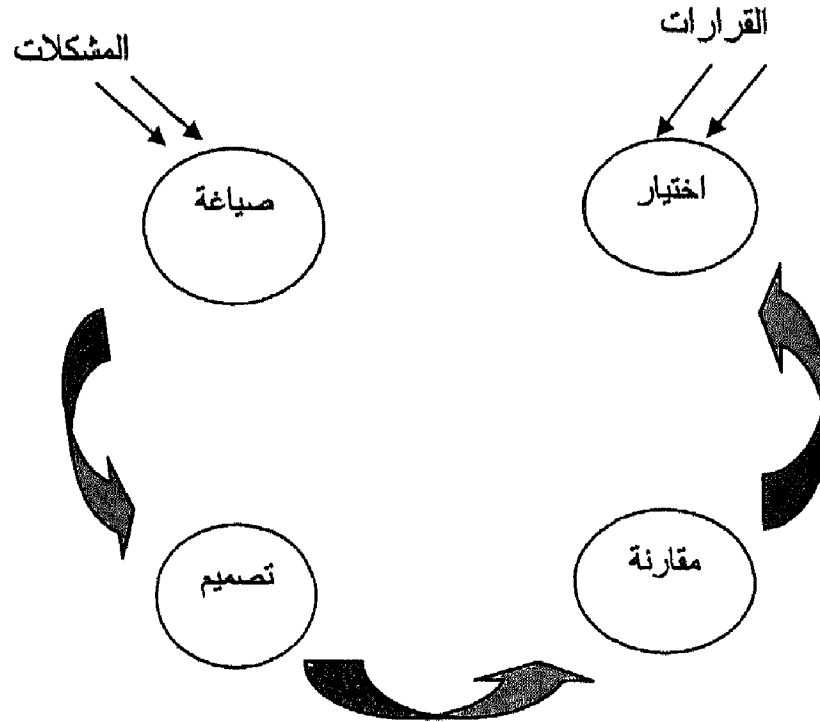 القرارات
المشكلات
اختيار
صياغة
مقارنة
تصميم